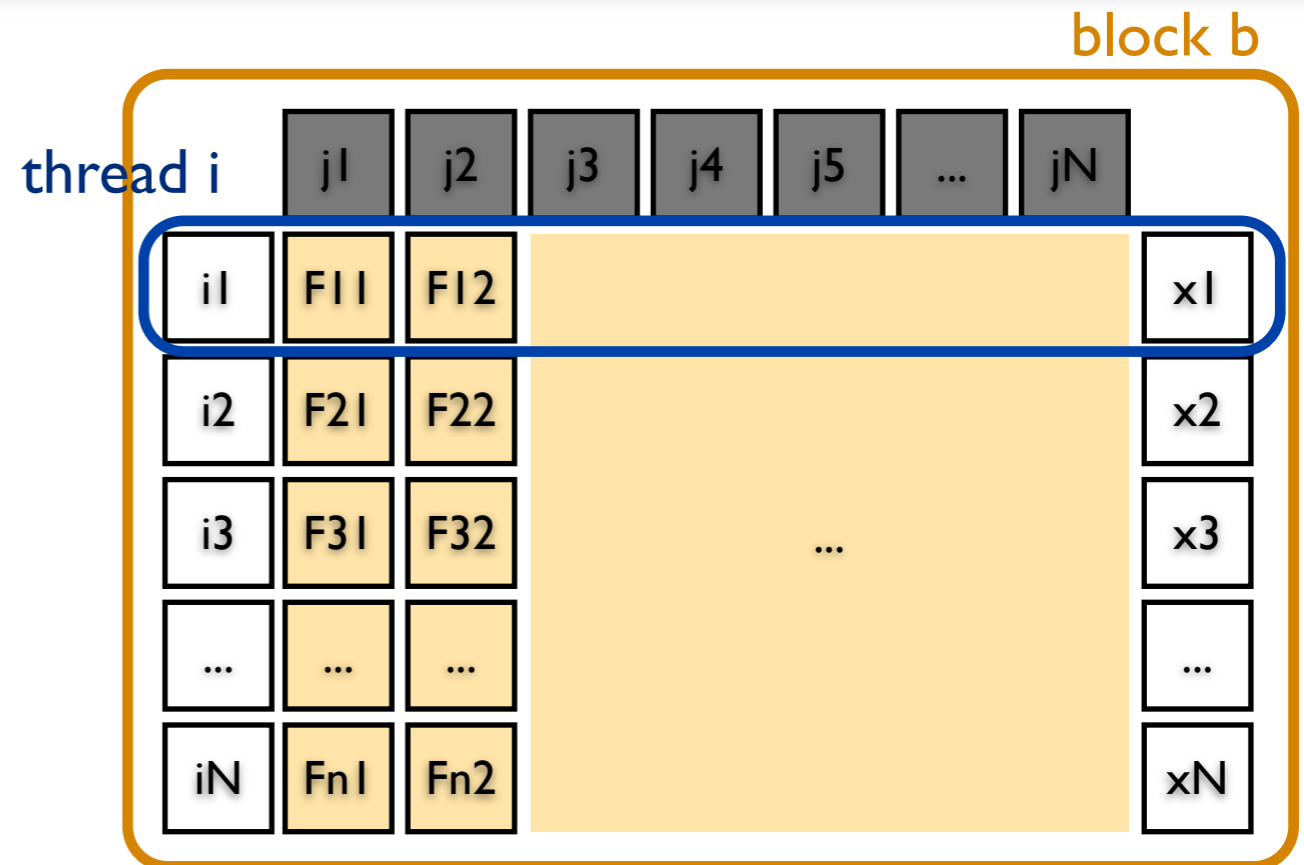 block b
thread i
j1 j2 j3 j4 j5 ... jN
i1 F11 F12 x1
i2 F21 F22 x2
i3 F31 F32 ... x3
... ... ... ...
iN Fn1 Fn2 xN